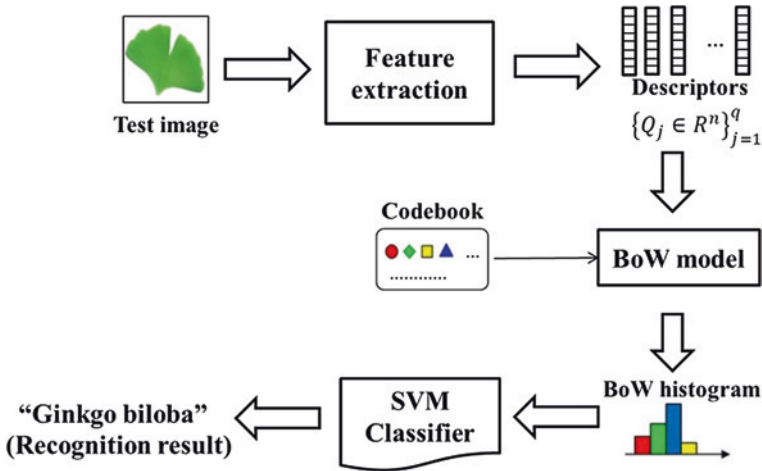 Test image
Feature
extraction
...
Descriptors
{Q_j ∈ R^n}_{j=1}^q
Codebook
...
............
BoW model
BoW histogram
SVM
Classifier
“Ginkgo biloba”
(Recognition result)